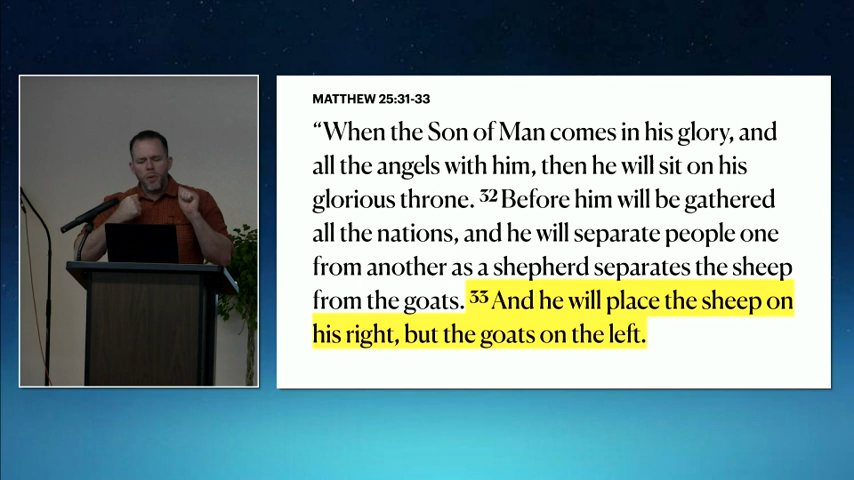 MATTHEW 25:31-33
“When the Son of Man comes in his glory, and
all the angels with him, then he will sit on his
glorious throne. 32 Before him will be gathered
all the nations, and he will separate people one
from another as a shepherd separates the sheep
from the goats. 33 And he will place the sheep on
his right, but the goats on the left.